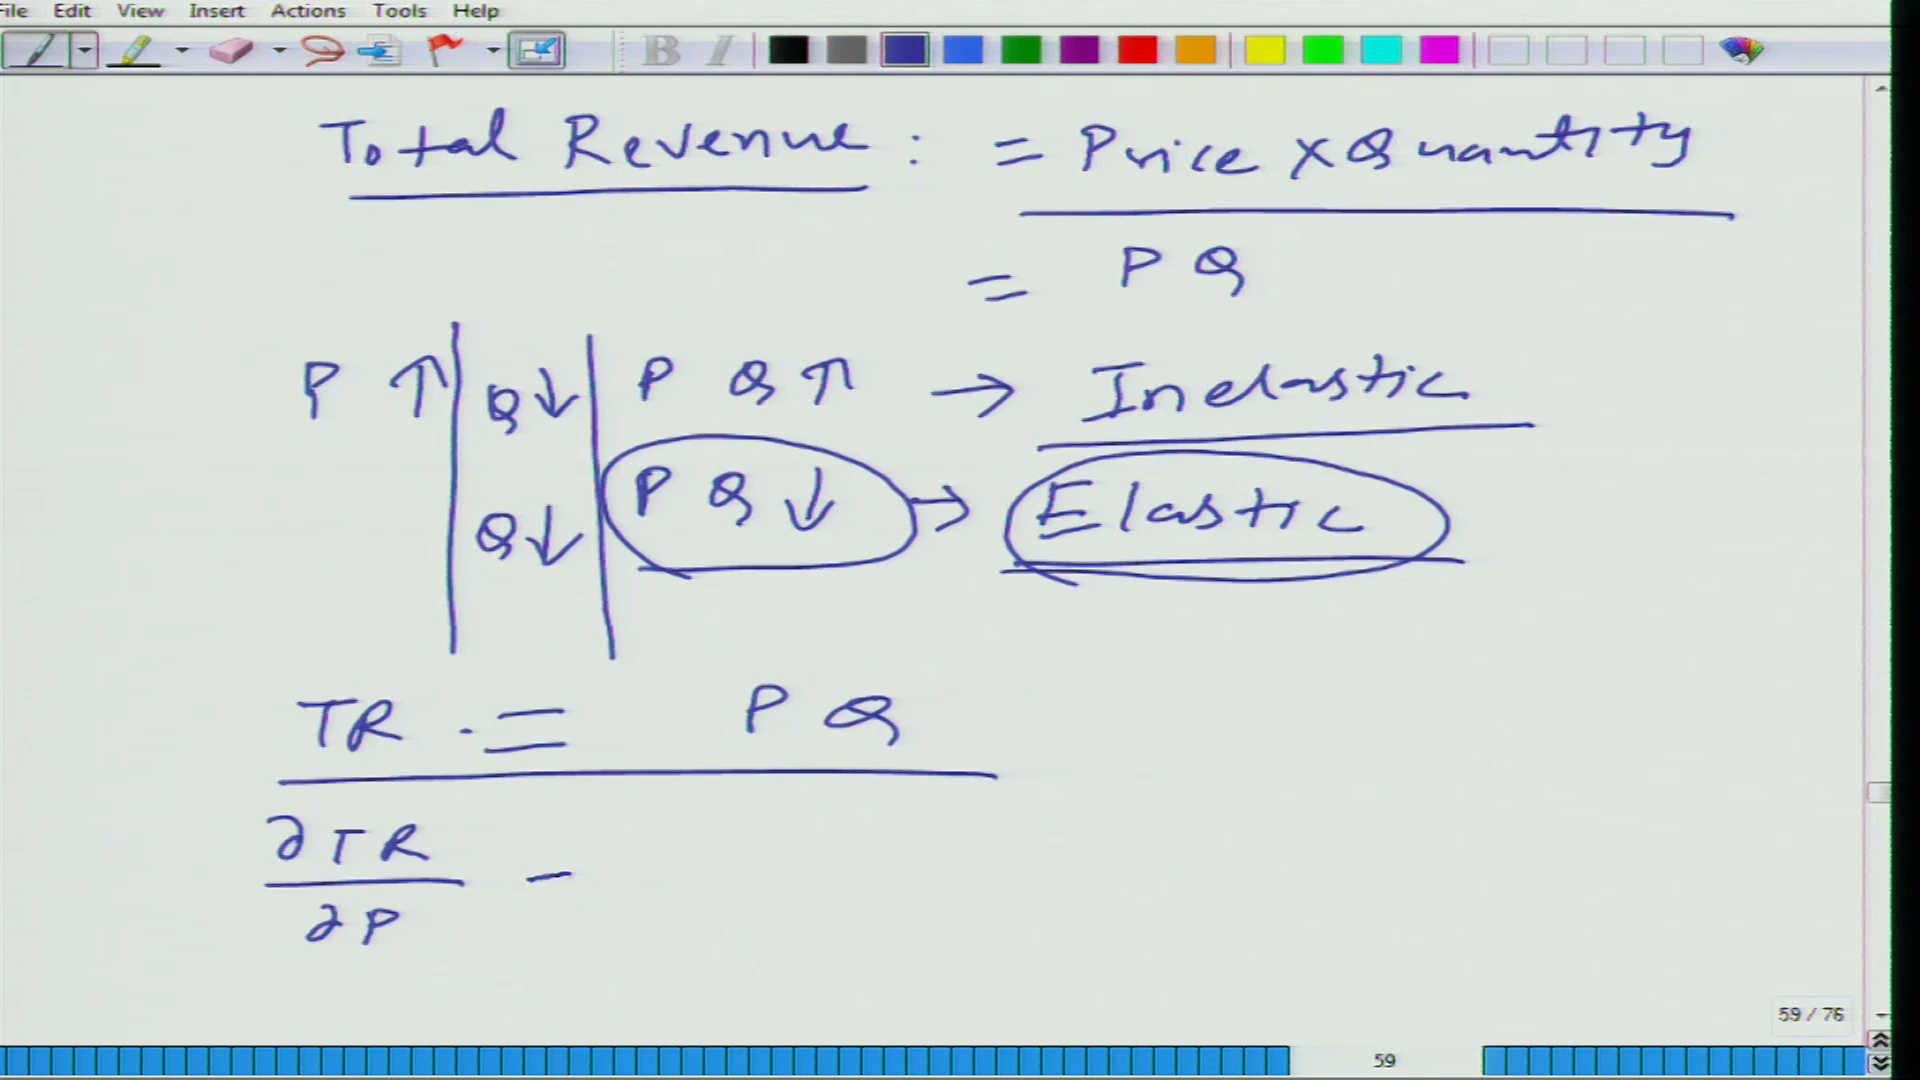 File Edit View Insert Actions Tools Help
B I
Total Revenue : = Price × Quantity
= P Q
P ↑ Q ↓ P Q ↑ → Inelastic
Q ↓ P Q ↓ → Elastic
TR . = P Q
∂ TR
∂ P
-
59 / 76
59